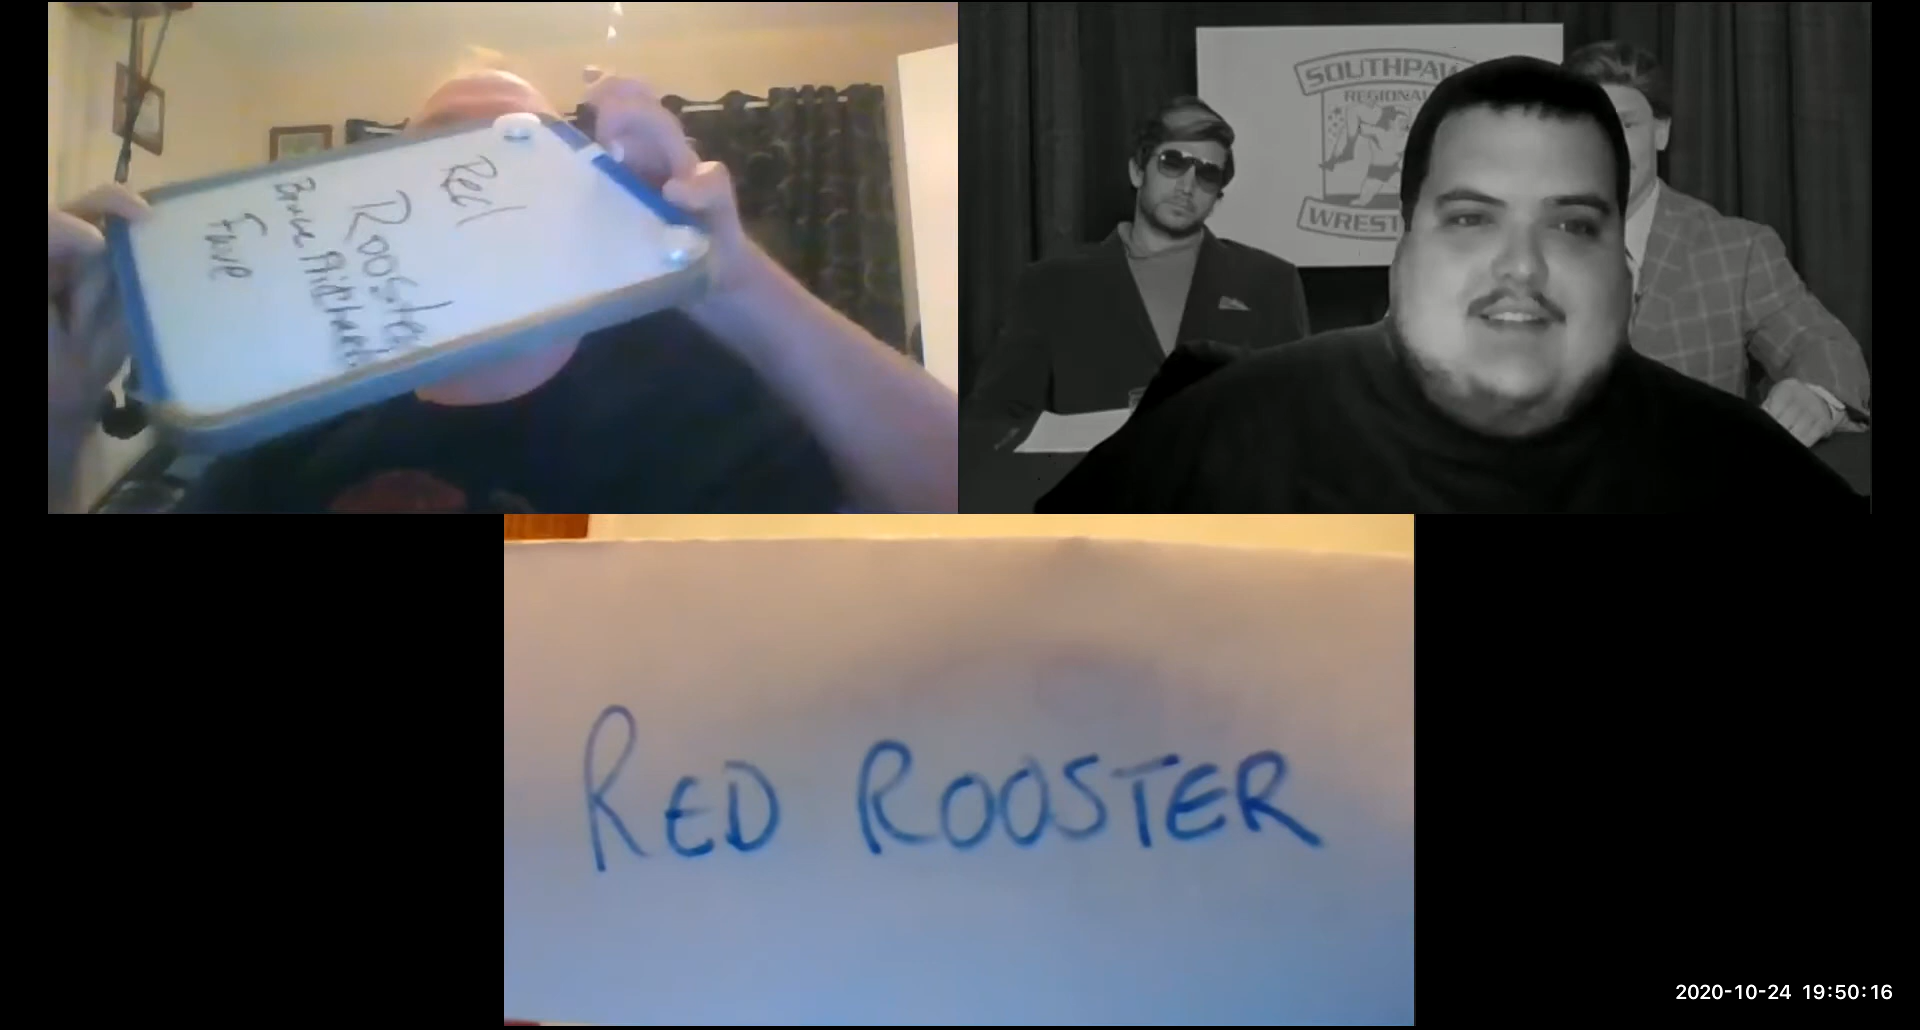 Red
Rooster
Bruce Prichard
Fave
SOUTHPAW
REGIONAL
WREST
RED ROOSTER
2020-10-24 19:50:16